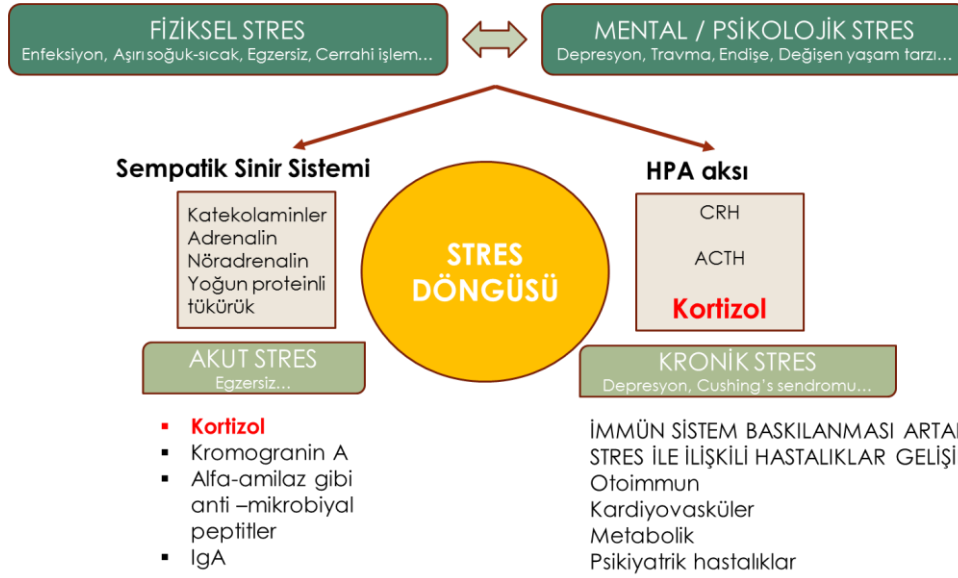 FİZİKSEL STRES
Enfeksiyon, Aşırı soğuk-sıcak, Egzersiz, Cerrahi işlem...
MENTAL / PSİKOLOJİK STRES
Depresyon, Travma, Endişe, Değişen yaşam tarzı...
Sempatik Sinir Sistemi
Katekolaminler
Adrenalin
Nöradrenalin
Yoğun proteinli
tükürük
STRES
DÖNGÜSÜ
HPA aksı
CRH
ACTH
Kortizol
AKUT STRES
Egzersiz...
KRONİK STRES
Depresyon, Cushing's sendromu...
▪ Kortizol
▪ Kromogranin A
▪ Alfa-amilaz gibi
anti –mikrobiyal
peptitler
▪ IgA
İMMÜN SİSTEM BASKILANMASI
STRES İLE İLİŞKİLİ HASTALIKLAR
Otoimmun
Kardiyovasküler
Metabolik
Psikiyatrik hastalıklar